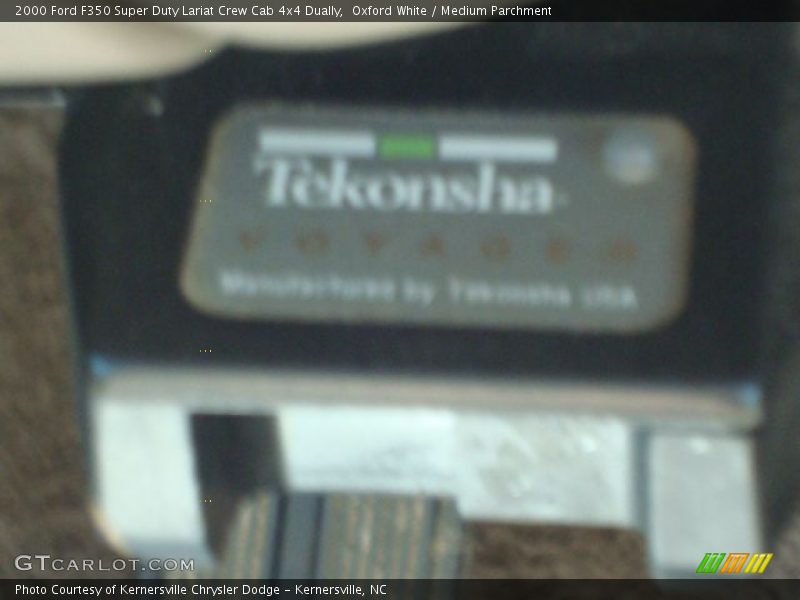 2000 Ford F350 Super Duty Lariat Crew Cab 4x4 Dually, Oxford White / Medium Parchment
Tekonsha
VOYAGER
Manufactured by Tekonsha USA
GTCARLOT.COM
Photo Courtesy of Kernersville Chrysler Dodge - Kernersville, NC